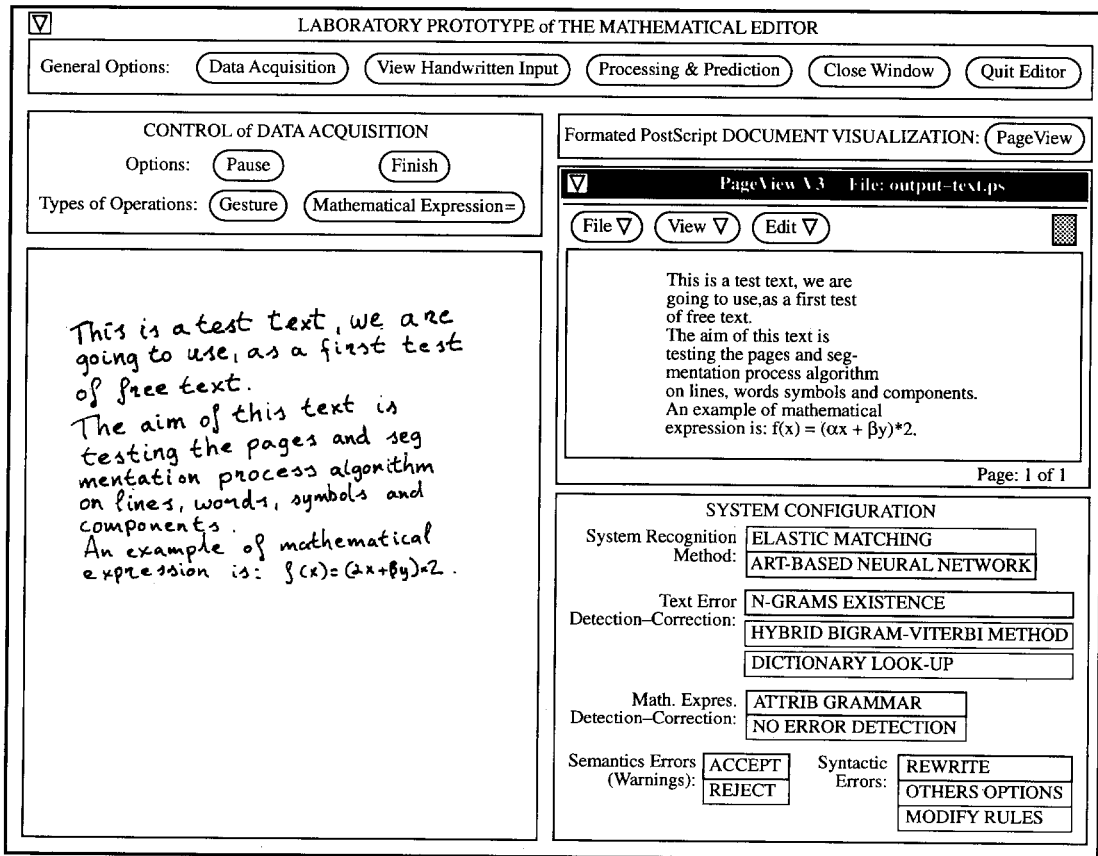 LABORATORY PROTOTYPE of THE MATHEMATICAL EDITOR
General Options: Data Acquisition View Handwritten Input Processing & Prediction Close Window Quit Editor
CONTROL of DATA ACQUISITION
Options: Pause Finish
Types of Operations: Gesture Mathematical Expression=
This is a test text, we are
going to use, as a first test
of free text.
The aim of this text is
testing the pages and seg
mentation process algorithm
on lines, words, symbols and
components.
An example of mathematical
expression is: f(x)=(αx+βy)*2.
Formated PostScript DOCUMENT VISUALIZATION: PageView
PageView V3 File: output-text.ps
File View Edit
This is a test text, we are
going to use,as a first test
of free text.
The aim of this text is
testing the pages and seg-
mentation process algorithm
on lines, words symbols and components.
An example of mathematical
expression is: f(x) = (αx + βy)*2.
Page: 1 of 1
SYSTEM CONFIGURATION
System Recognition ELASTIC MATCHING
Method: ART-BASED NEURAL NETWORK
Text Error N-GRAMS EXISTENCE
Detection–Correction: HYBRID BIGRAM-VITERBI METHOD
DICTIONARY LOOK-UP
Math. Expres. ATTRIB GRAMMAR
Detection–Correction: NO ERROR DETECTION
Semantics Errors ACCEPT Syntactic REWRITE
(Warnings): REJECT Errors: OTHERS OPTIONS
MODIFY RULES